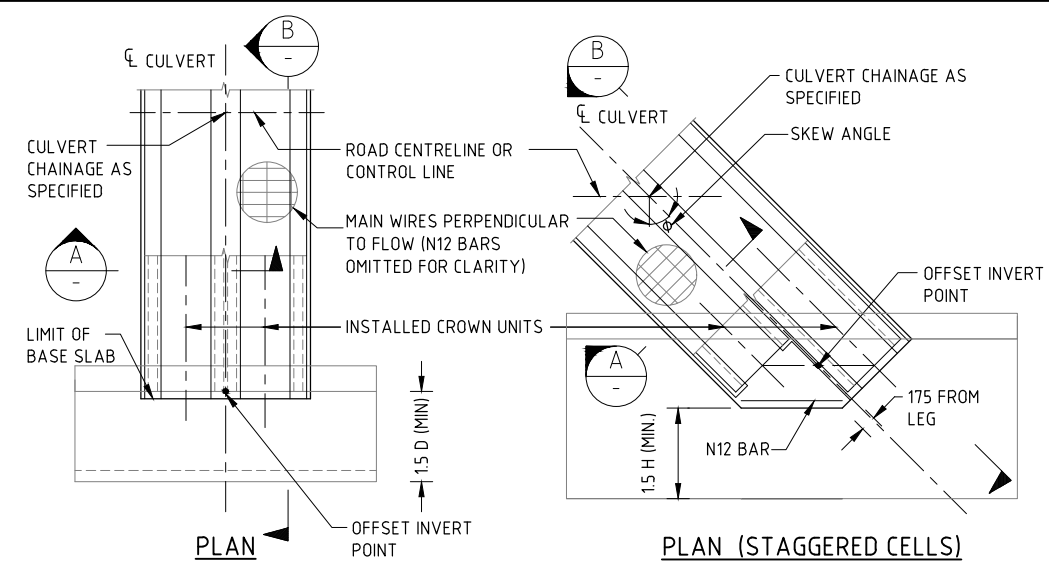 B
-
℄ CULVERT
CULVERT
CHAINAGE AS
SPECIFIED
ROAD CENTRELINE OR
CONTROL LINE
MAIN WIRES PERPENDICULAR
TO FLOW (N12 BARS
OMITTED FOR CLARITY)
A
-
INSTALLED CROWN UNITS
LIMIT OF
BASE SLAB
1.5 D (MIN)
OFFSET INVERT
POINT
PLAN
B
-
℄ CULVERT
CULVERT CHAINAGE AS
SPECIFIED
SKEW ANGLE
Φ
OFFSET INVERT
POINT
A
-
175 FROM
LEG
N12 BAR
1.5 H (MIN.)
PLAN (STAGGERED CELLS)